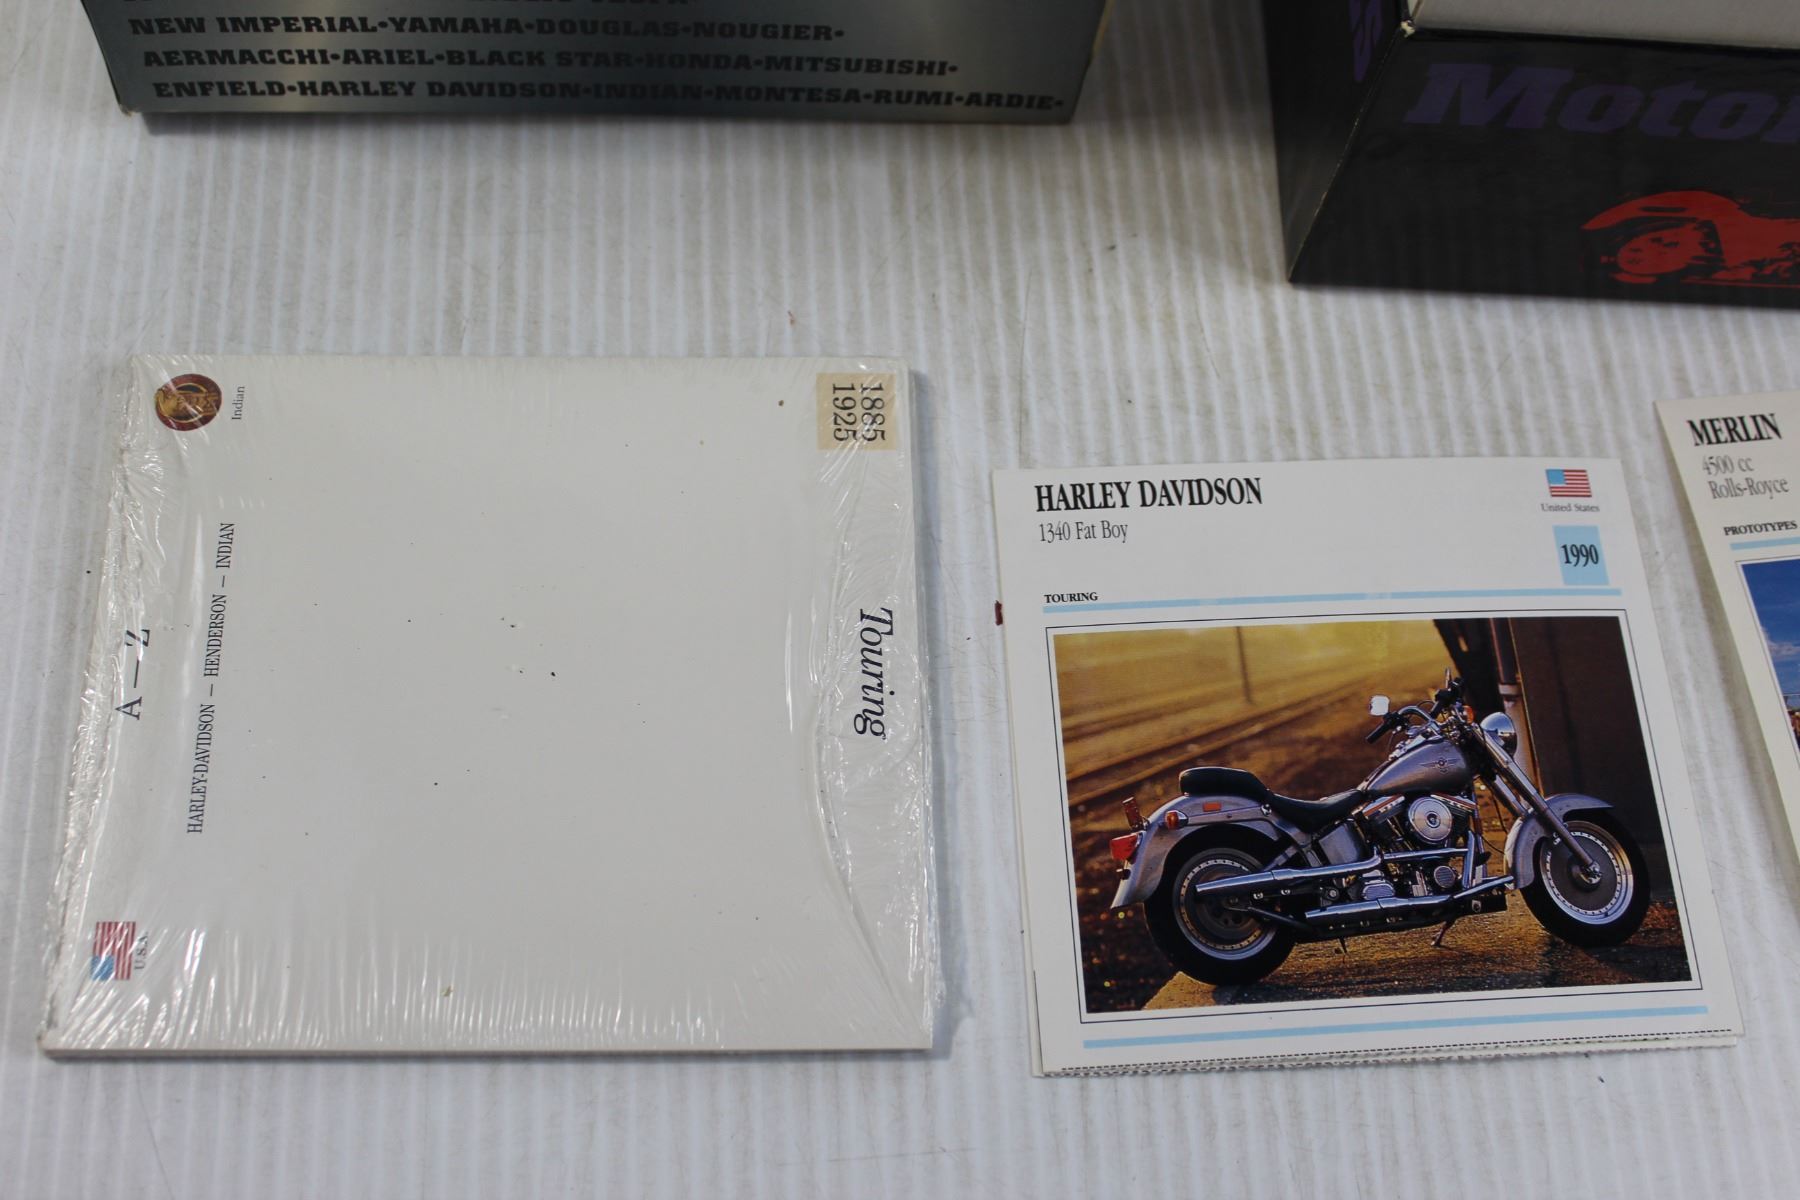 NEW IMPERIAL•YAMAHA•DOUGLAS•NOUGIER•
AERMACCHI•ARIEL•BLACK STAR•HONDA•MITSUBISHI•
ENFIELD•HARLEY DAVIDSON•INDIAN•MONTESA•RUMI•ARDIE•
Motor
Indian
1885
1925
A—Z
HARLEY-DAVIDSON — HENDERSON — INDIAN
Touring
U.S.A.
HARLEY DAVIDSON
1340 Fat Boy
United States
1990
TOURING
MERLIN
4500 cc
Rolls-Royce
PROTOTYPES